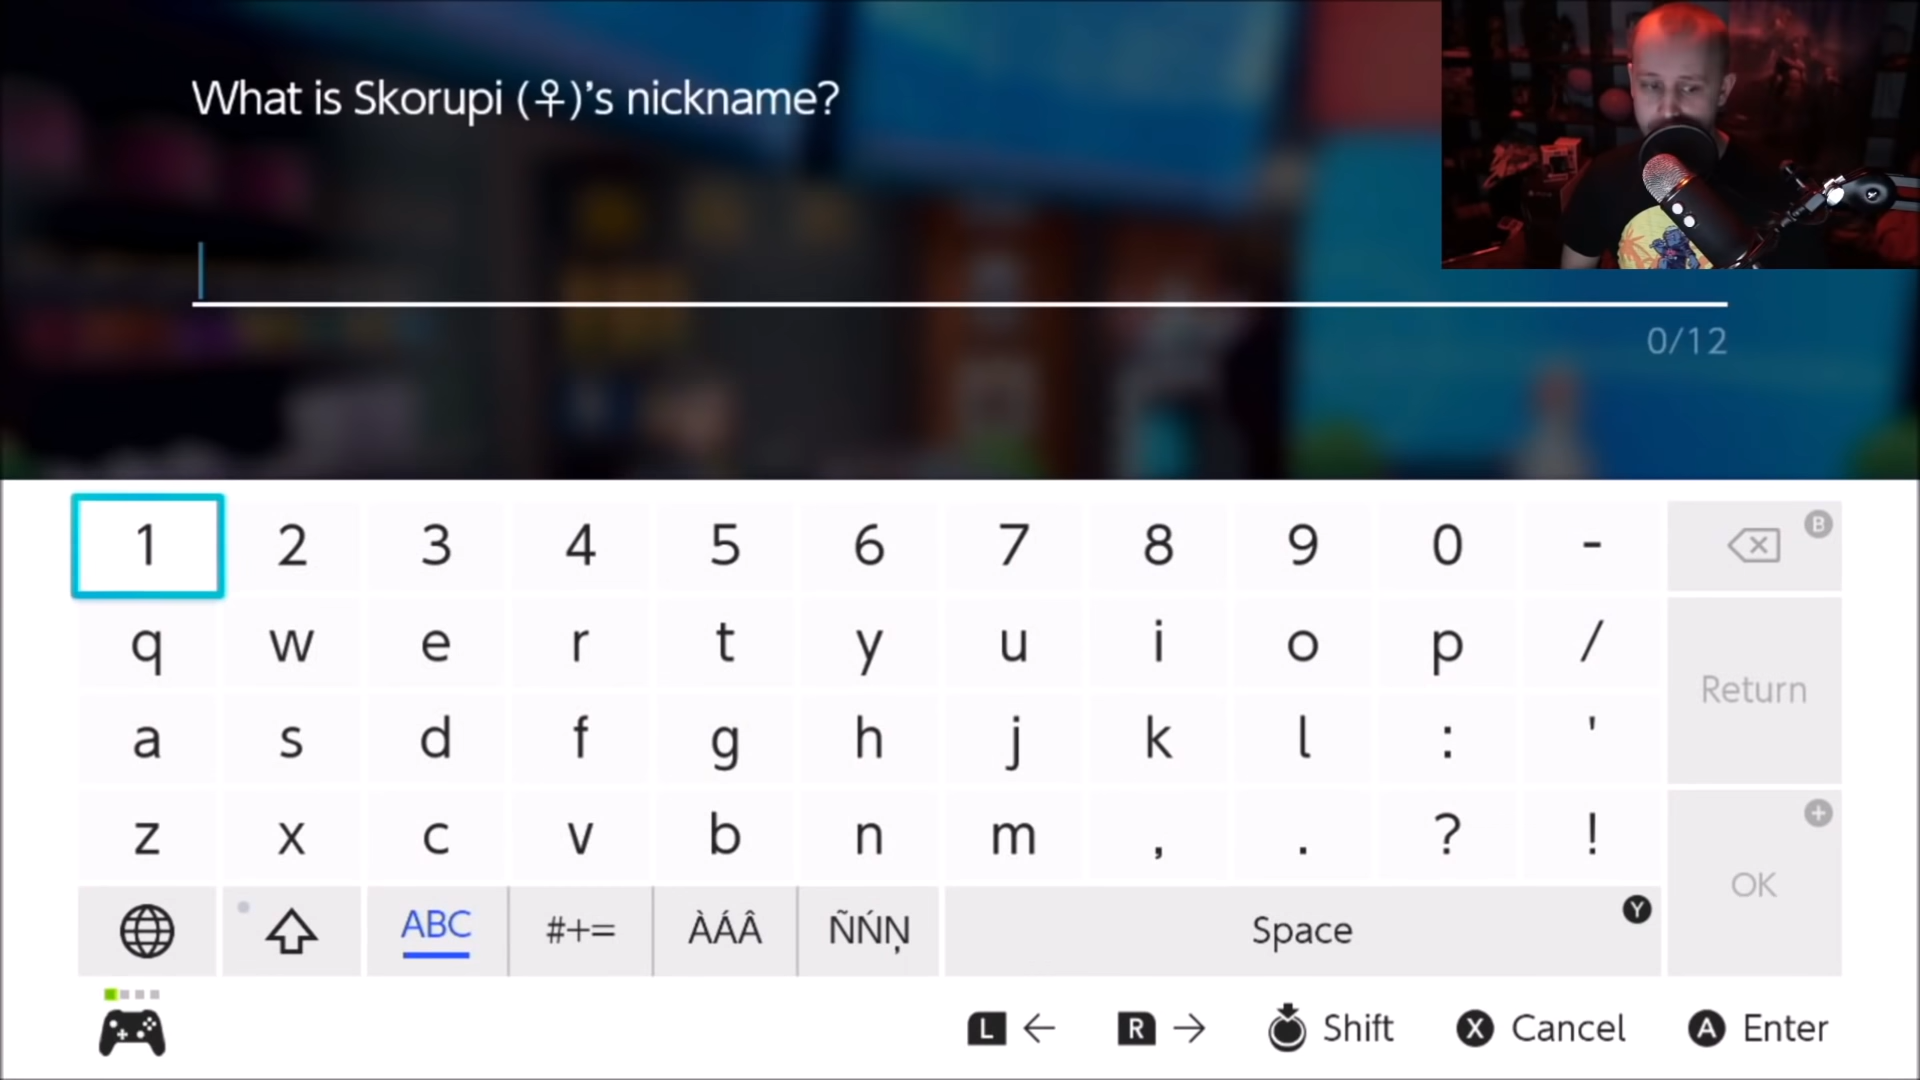 What is Skorupi (♀)'s nickname?
0/12
1 2 3 4 5 6 7 8 9 0 - B
q w e r t y u i o p /
Return
a s d f g h j k l : '
z x c v b n m , . ? ! +
OK
ABC #+= ÀÁÂ ÑŃŅ Space Y
L ← R → Shift X Cancel A Enter